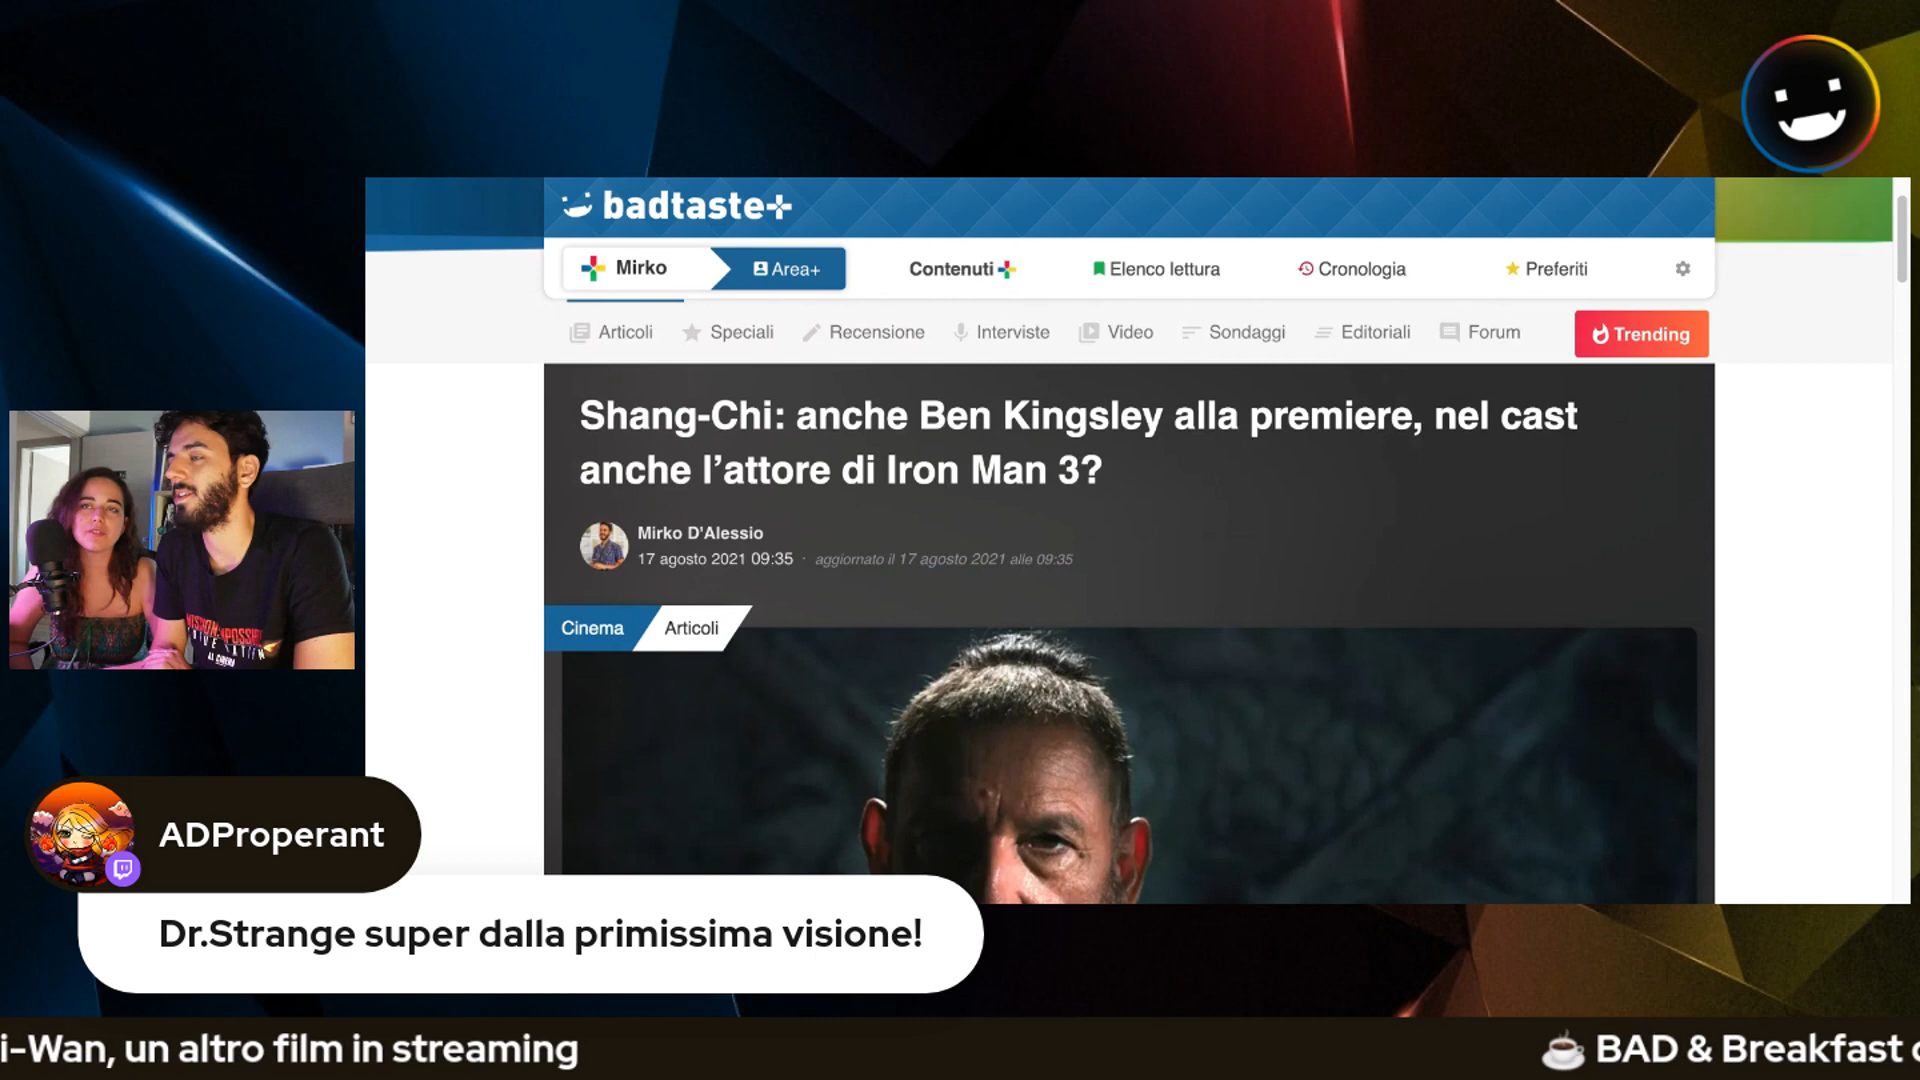 badtaste+
Mirko
Area+
Contenuti
Elenco lettura
Cronologia
Preferiti
Articoli
Speciali
Recensione
Interviste
Video
Sondaggi
Editoriali
Forum
Trending
Shang-Chi: anche Ben Kingsley alla premiere, nel cast
anche l’attore di Iron Man 3?
Mirko D'Alessio
17 agosto 2021 09:35 · aggiornato il 17 agosto 2021 alle 09:35
Cinema
Articoli
AL CINEMA
ADProperant
Dr.Strange super dalla primissima visione!
i-Wan, un altro film in streaming
BAD & Breakfast